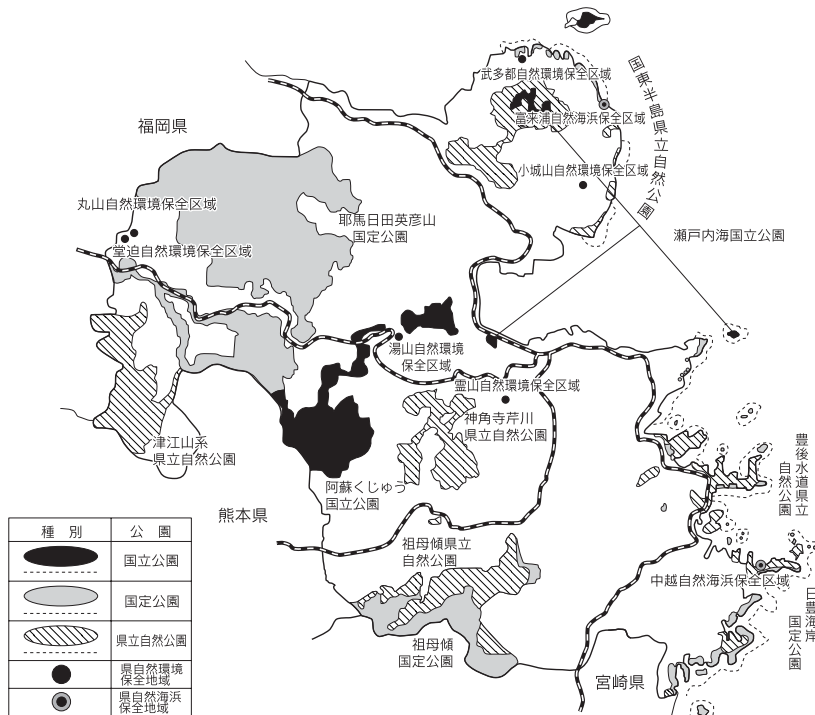 武多都自然環境保全区域
国東半島県立自然公園
富来浦自然海浜保全区域
福岡県
小城山自然環境保全区域
丸山自然環境保全区域
耶馬日田英彦山
国定公園
瀬戸内海国立公園
堂迫自然環境保全区域
湯山自然環境
保全区域
霊山自然環境保全区域
神角寺芹川
県立自然公園
津江山系
県立自然公園
豊後水道県立
自然公園
阿蘇くじゅう
国立公園
熊本県
祖母傾県立
自然公園
中越自然海浜保全区域
日豊海岸
国定公園
祖母傾
国定公園
宮崎県
種 別 公 園
国立公園
国定公園
県立自然公園
県自然環境
保全地域
県自然海浜
保全地域